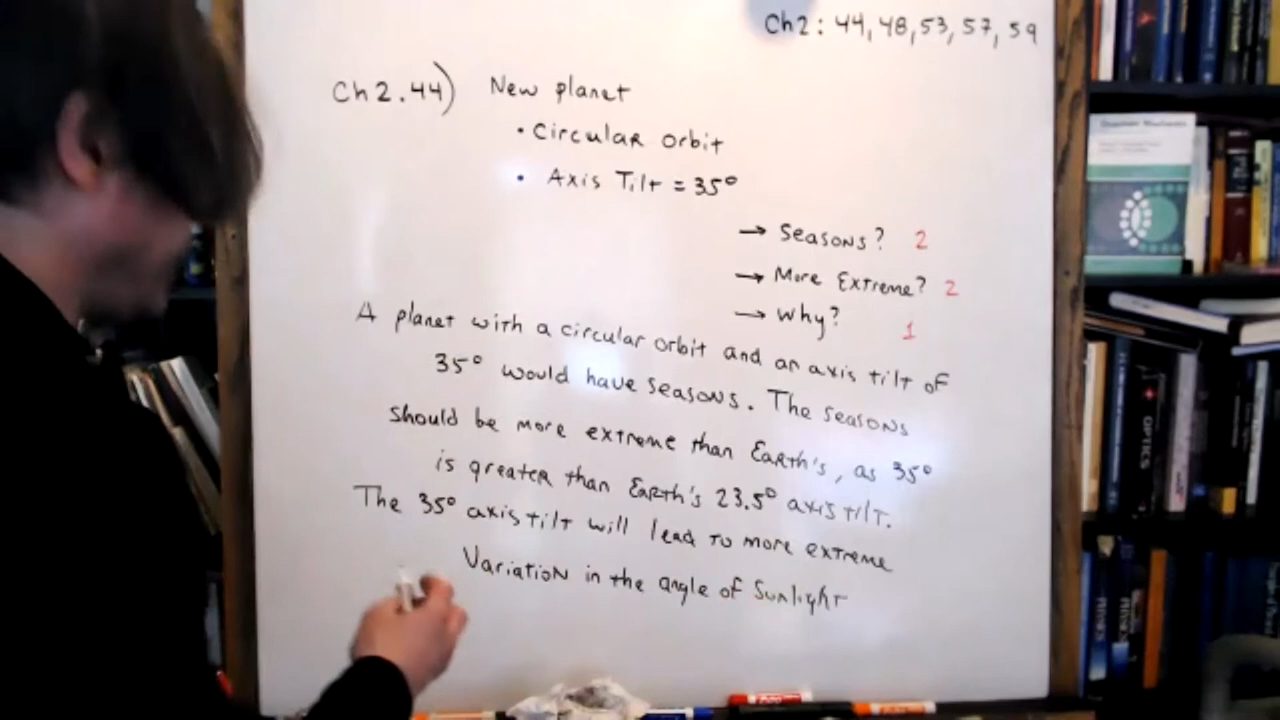 Ch2: 44, 48, 53, 57, 59
Ch2.44) New planet
• Circular orbit
• Axis Tilt = 35°
→ Seasons? 2
→ More Extreme? 2
→ Why? 1
A planet with a circular orbit and an axis tilt of
35° would have seasons. The seasons
should be more extreme than Earth's, as 35°
is greater than Earth's 23.5° axis tilt.
The 35° axis tilt will lead to more extreme
Variation in the angle of Sunlight
OPTICS